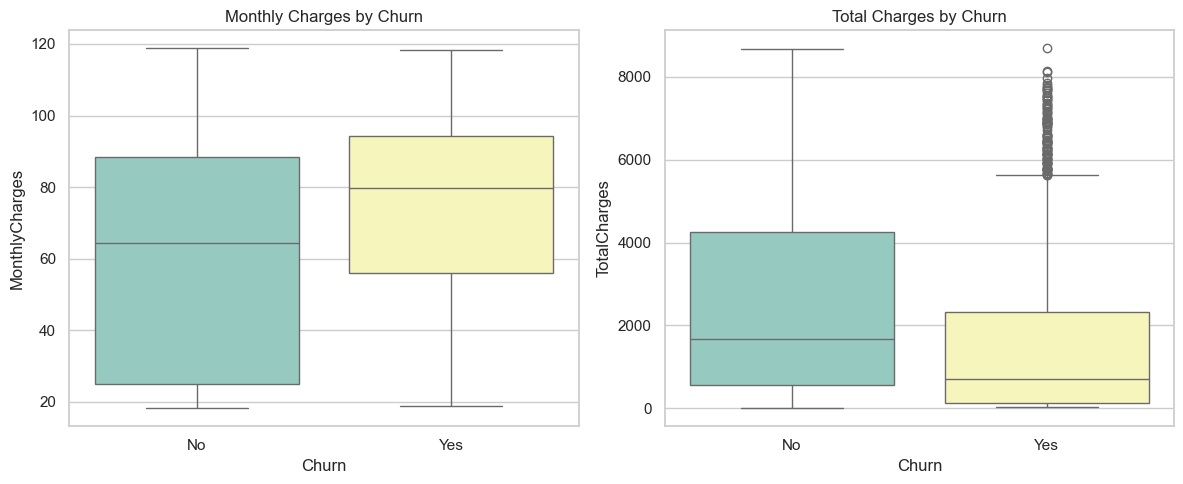 Monthly Charges by Churn
120
100
80
60
40
20
MonthlyCharges
No
Yes
Churn
Total Charges by Churn
8000
6000
4000
2000
0
TotalCharges
No
Yes
Churn